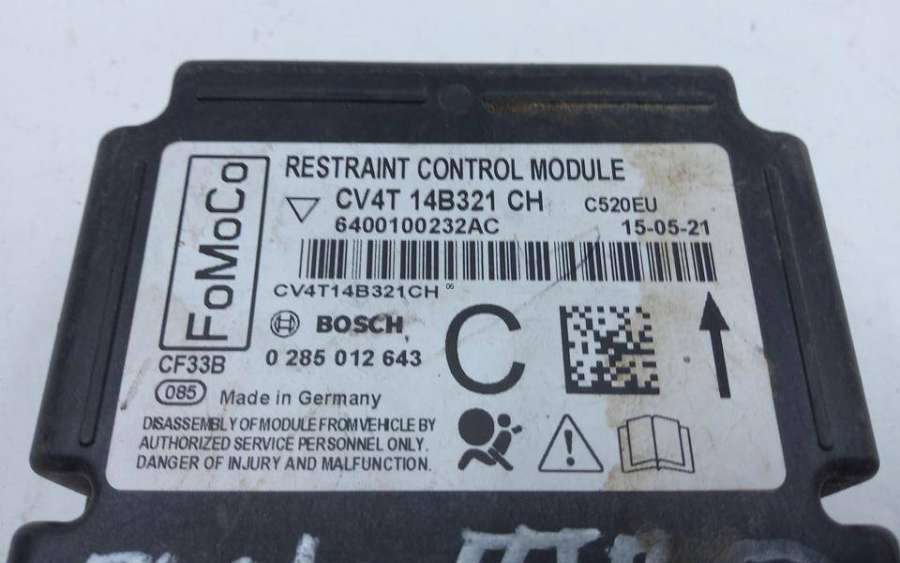 RESTRAINT CONTROL MODULE
FoMoCo
CV4T 14B321 CH C520EU
6400100232AC 15-05-21
CV4T14B321CH 06
BOSCH
C
CF33B
0 285 012 643
085
Made in Germany
DISASSEMBLY OF MODULE FROM VEHICLE BY
AUTHORIZED SERVICE PERSONNEL ONLY.
DANGER OF INJURY AND MALFUNCTION.